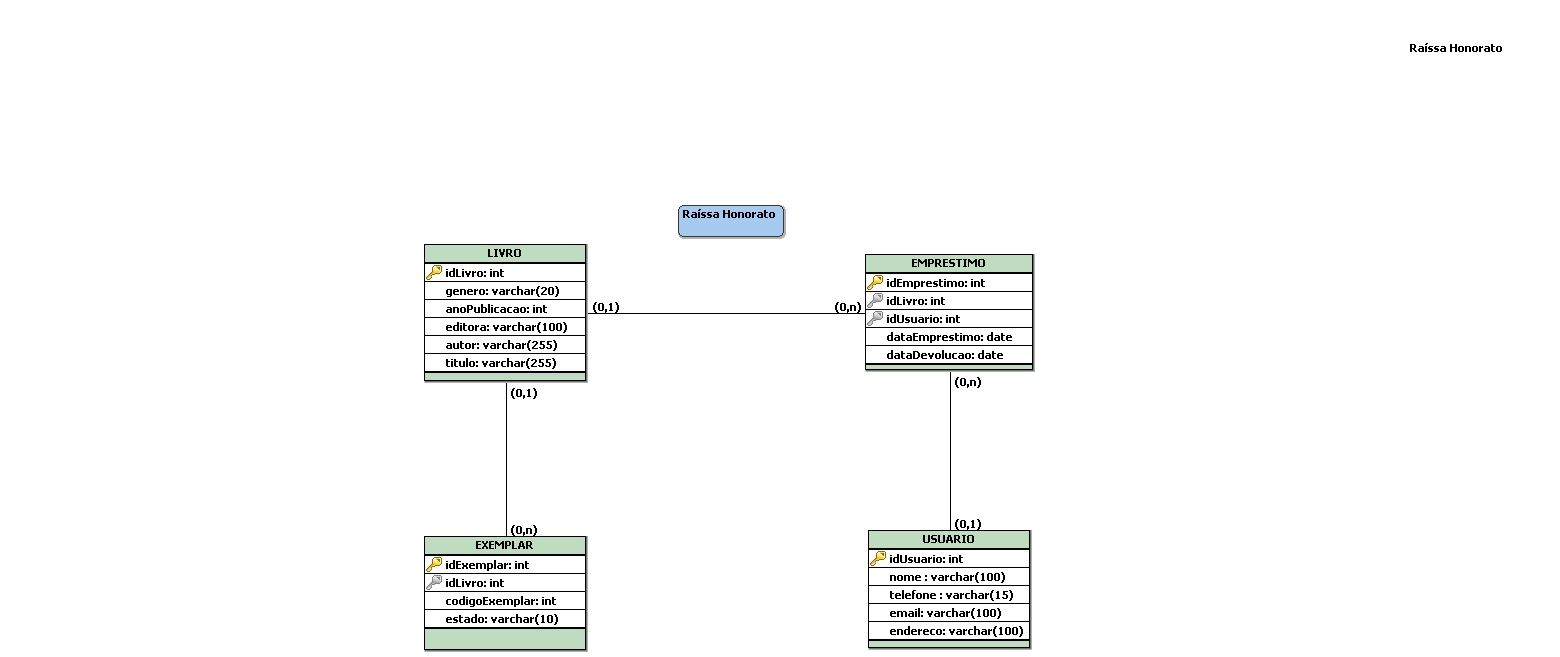 Raíssa Honorato
Raíssa Honorato
LIVRO
idLivro: int
genero: varchar(20)
anoPublicacao: int
editora: varchar(100)
autor: varchar(255)
titulo: varchar(255)
(0,1)
(0,n)
EMPRESTIMO
idEmprestimo: int
idLivro: int
idUsuario: int
dataEmprestimo: date
dataDevolucao: date
(0,1)
(0,n)
(0,n)
(0,1)
EXEMPLAR
idExemplar: int
idLivro: int
codigoExemplar: int
estado: varchar(10)
USUARIO
idUsuario: int
nome : varchar(100)
telefone : varchar(15)
email: varchar(100)
endereco: varchar(100)